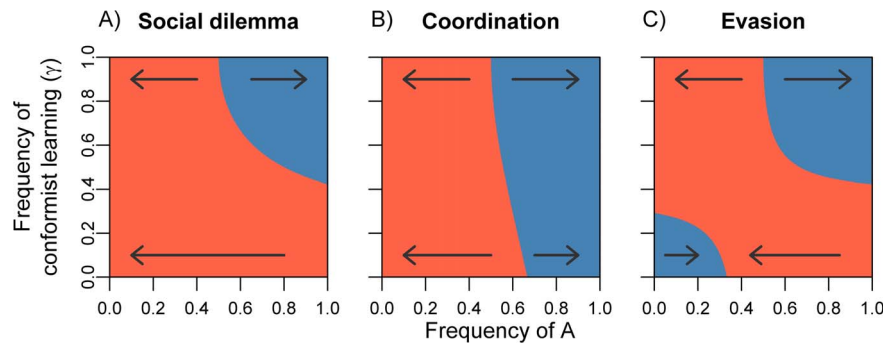 A) Social dilemma
B) Coordination
C) Evasion
Frequency of
conformist learning (γ)
0.0 0.2 0.4 0.6 0.8 1.0
0.0 0.2 0.4 0.6 0.8 1.0
0.0 0.2 0.4 0.6 0.8 1.0
0.0 0.2 0.4 0.6 0.8 1.0
Frequency of A